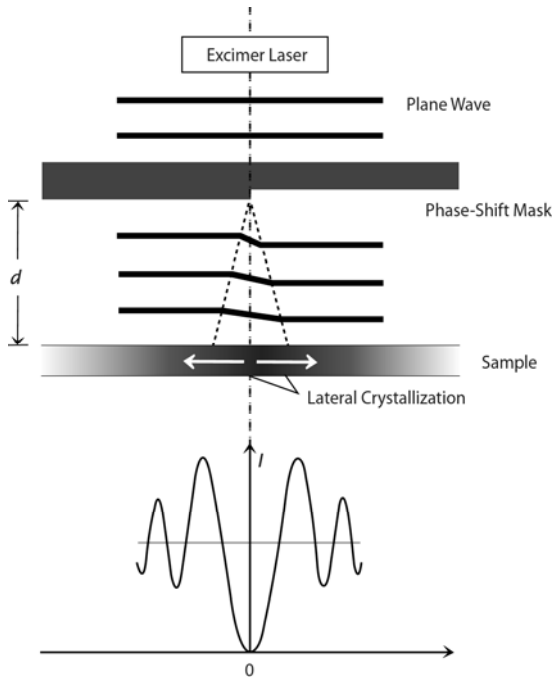 Excimer Laser
Plane Wave
Phase-Shift Mask
d
Sample
Lateral Crystallization
I
0